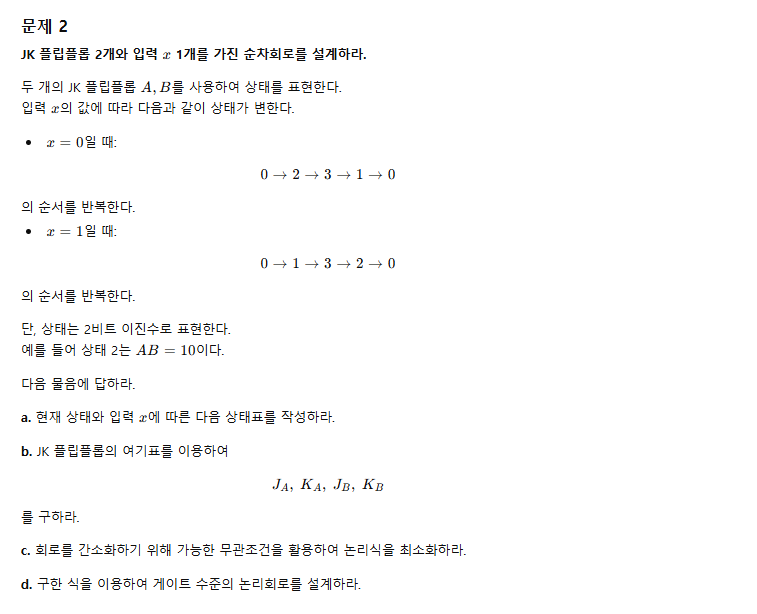 문제 2
JK 플립플롭 2개와 입력 x 1개를 가진 순차회로를 설계하라.
두 개의 JK 플립플롭 A, B를 사용하여 상태를 표현한다.
입력 x의 값에 따라 다음과 같이 상태가 변한다.
• x = 0일 때:
0 → 2 → 3 → 1 → 0
의 순서를 반복한다.
• x = 1일 때:
0 → 1 → 3 → 2 → 0
의 순서를 반복한다.
단, 상태는 2비트 이진수로 표현한다.
예를 들어 상태 2는 AB = 10이다.
다음 물음에 답하라.
a. 현재 상태와 입력 x에 따른 다음 상태표를 작성하라.
b. JK 플립플롭의 여기표를 이용하여
J_A, K_A, J_B, K_B
를 구하라.
c. 회로를 간소화하기 위해 가능한 무관조건을 활용하여 논리식을 최소화하라.
d. 구한 식을 이용하여 게이트 수준의 논리회로를 설계하라.